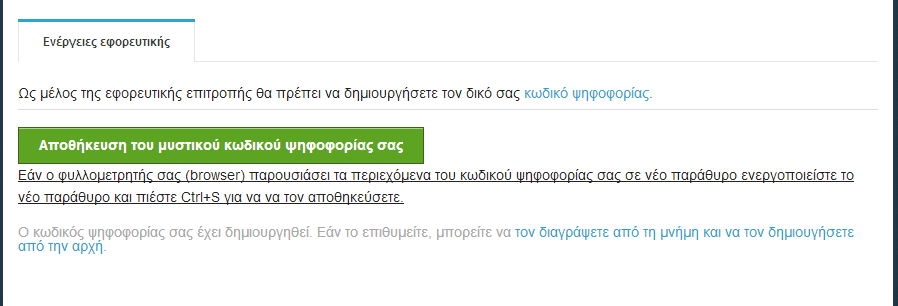 Ενέργειες εφορευτικής
Ως μέλος της εφορευτικής επιτροπής θα πρέπει να δημιουργήσετε τον δικό σας κωδικό ψηφοφορίας.
Αποθήκευση του μυστικού κωδικού ψηφοφορίας σας
Εάν ο φυλλομετρητής σας (browser) παρουσιάσει τα περιεχόμενα του κωδικού ψηφοφορίας σας σε νέο παράθυρο ενεργοποιείστε το
νέο παράθυρο και πιέστε Ctrl+S για να να τον αποθηκεύσετε.
Ο κωδικός ψηφοφορίας σας έχει δημιουργηθεί. Εάν το επιθυμείτε, μπορείτε να τον διαγράψετε από τη μνήμη και να τον δημιουγήσετε
από την αρχή.